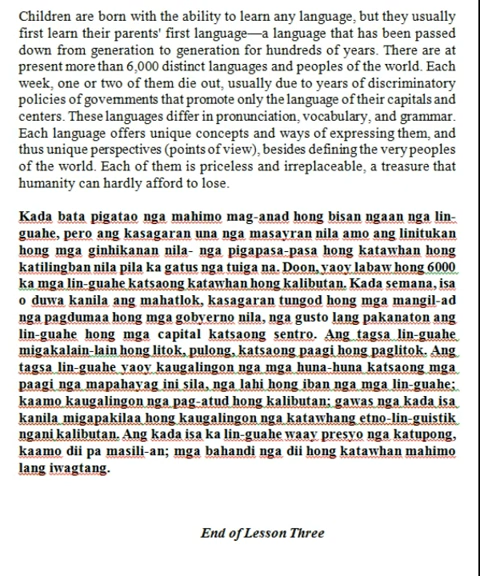 Children are born with the ability to learn any language, but they usually
first learn their parents' first language—a language that has been passed
down from generation to generation for hundreds of years. There are at
present more than 6,000 distinct languages and peoples of the world. Each
week, one or two of them die out, usually due to years of discriminatory
policies of governments that promote only the language of their capitals and
centers. These languages differ in pronunciation, vocabulary, and grammar.
Each language offers unique concepts and ways of expressing them, and
thus unique perspectives (points of view), besides defining the very peoples
of the world. Each of them is priceless and irreplaceable, a treasure that
humanity can hardly afford to lose.
Kada bata pigatao nga mahimo mag-anad hong bisan ngaan nga lin-
guahe, pero ang kasagaran una nga masayran nila amo ang linitukan
hong mga ginhikanan nila- nga pigapasa-pasa hong katawhan hong
katilingban nila pila ka gatus nga tuiga na. Doon, yaoy labaw hong 6000
ka mga lin-guahe katsaong katawhan hong kalibutan. Kada semana, isa
o duwa kanila ang mahatlok, kasagaran tungod hong mga mangil-ad
nga pagdumaa hong mga gobyerno nila, nga gusto lang pakanaton ang
lin-guahe hong mga capital katsaong sentro. Ang tagsa lin-guahe
migakalain-lain hong litok, pulong, katsaong paagi hong paglitok. Ang
tagsa lin-guahe yaoy kaugalingon nga mga huna-huna katsaong mga
paagi nga mapahayag ini sila, nga lahi hong iban nga mga lin-guahe;
kaamo kaugalingon nga pag-atud hong kalibutan; gawas nga kada isa
kanila migapakilaa hong kaugalingon nga katawhang etno-lin-guistik
ngani kalibutan. Ang kada isa ka lin-guahe waay presyo nga katupong,
kaamo dii pa masili-an; mga bahandi nga dii hong katawhan mahimo
lang iwagtang.
End of Lesson Three